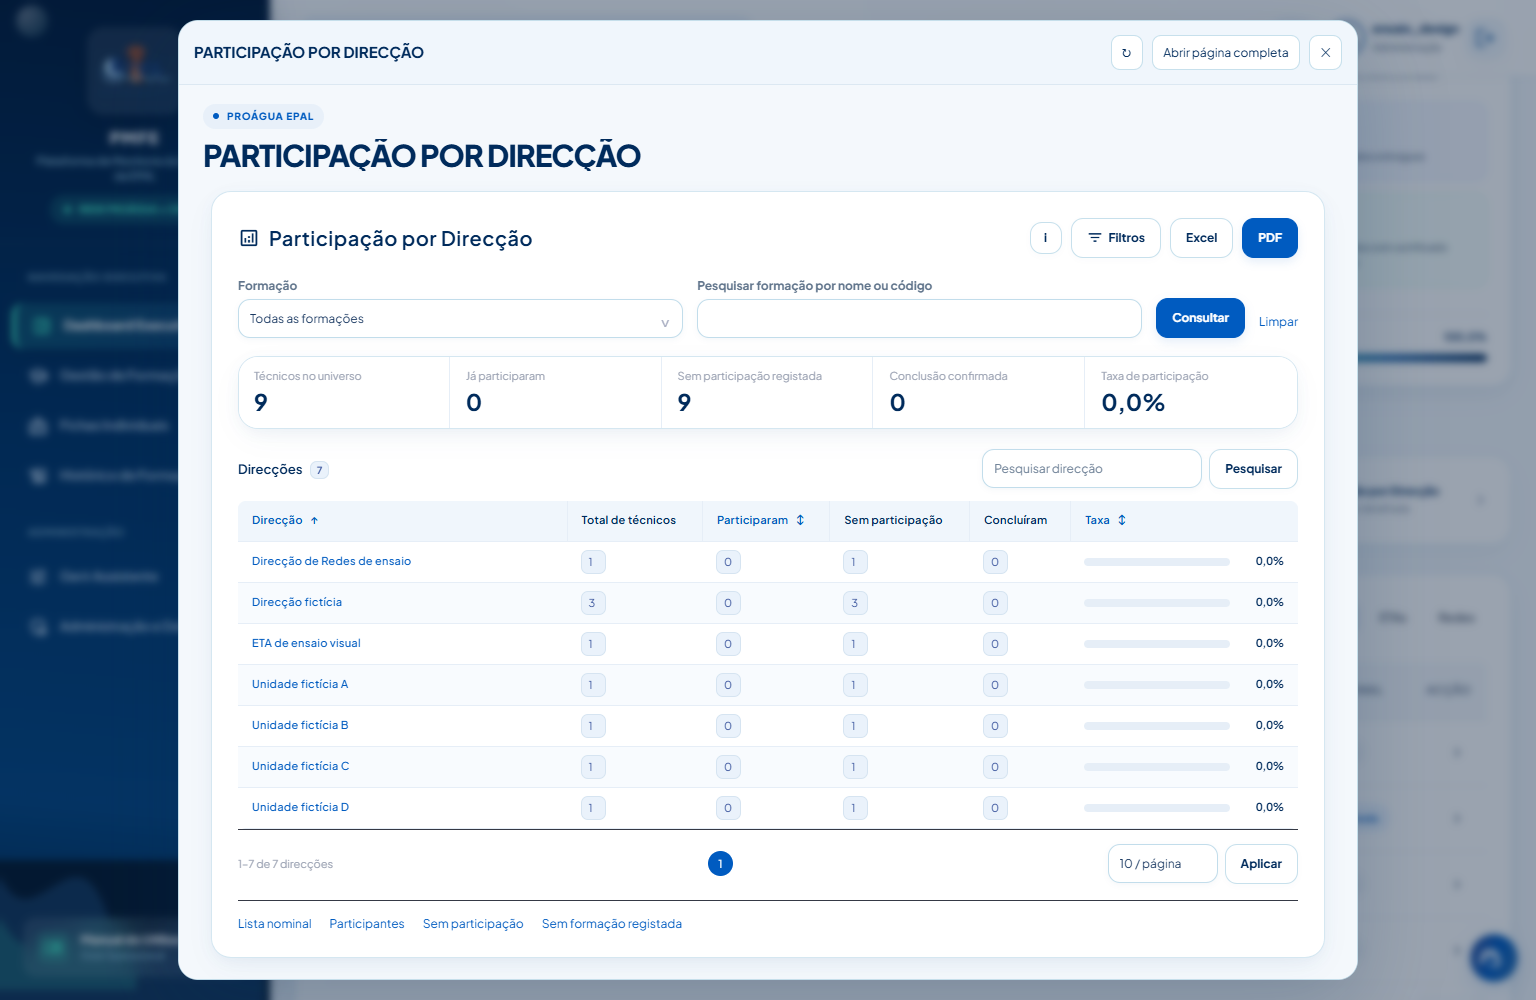 PARTICIPAÇÃO POR DIRECÇÃO
↻ Abrir página completa ×
PROÁGUA EPAL
PARTICIPAÇÃO POR DIRECÇÃO
Participação por Direcção
i Filtros Excel PDF
Formação Pesquisar formação por nome ou código
Todas as formações Consultar Limpar
Técnicos no universo Já participaram Sem participação registada Conclusão confirmada Taxa de participação
9 0 9 0 0,0%
Direcções 7 Pesquisar direcção Pesquisar
Direcção ↑ Total de técnicos Participaram ↕ Sem participação Concluíram Taxa ↕
Direcção de Redes de ensaio 1 0 1 0 0,0%
Direcção fictícia 3 0 3 0 0,0%
ETA de ensaio visual 1 0 1 0 0,0%
Unidade fictícia A 1 0 1 0 0,0%
Unidade fictícia B 1 0 1 0 0,0%
Unidade fictícia C 1 0 1 0 0,0%
Unidade fictícia D 1 0 1 0 0,0%
1–7 de 7 direcções 1 10 / página Aplicar
Lista nominal Participantes Sem participação Sem formação registada